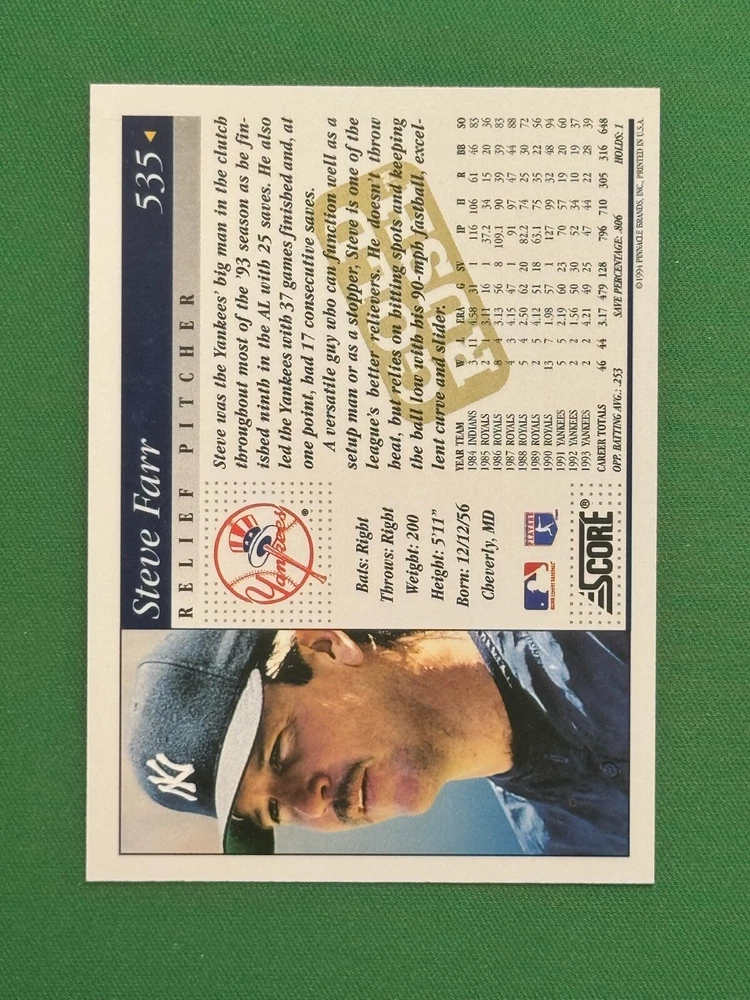 Steve Farr 535
RELIEF PITCHER
Yankees
®
Steve was the Yankees' big man in the clutch
throughout most of the '93 season as he fin-
ished ninth in the AL with 25 saves. He also
led the Yankees with 37 games finished and, at
one point, had 17 consecutive saves.
A versatile guy who can function well as a
setup man or as a stopper, Steve is one of the
league's better relievers. He doesn't throw
heat, but relies on hitting spots and keeping
the ball low with his 90-mph fastball, excel-
lent curve and slider.
Bats: Right
Throws: Right
Weight: 200
Height: 5'11"
Born: 12/12/56
Cheverly, MD
YEAR TEAM W L ERA G SV IP H R BB SO
1984 INDIANS 3 11 4.58 31 1 116 106 61 46 83
1985 ROYALS 2 1 3.11 16 1 37.2 34 15 20 36
1986 ROYALS 8 4 3.13 56 8 109.1 90 39 39 83
1987 ROYALS 4 3 4.15 47 1 91 97 47 44 88
1988 ROYALS 5 4 2.50 62 20 82.2 74 25 30 72
1989 ROYALS 2 5 4.12 51 18 63.1 75 35 22 56
1990 ROYALS 13 7 1.98 57 1 127 99 32 48 94
1991 YANKEES 5 5 2.19 60 23 70 57 19 20 60
1992 YANKEES 2 2 1.56 50 30 52 34 10 19 37
1993 YANKEES 2 2 4.21 49 25 47 44 22 28 39
CAREER TOTALS 46 44 3.17 479 128 796 710 305 316 648
OPP. BATTING AVG.: .253 SAVE PERCENTAGE: .806 HOLDS: 1
© 1994 PINNACLE BRANDS, INC., PRINTED IN U.S.A.
SCORE®
PLAYERS
NY